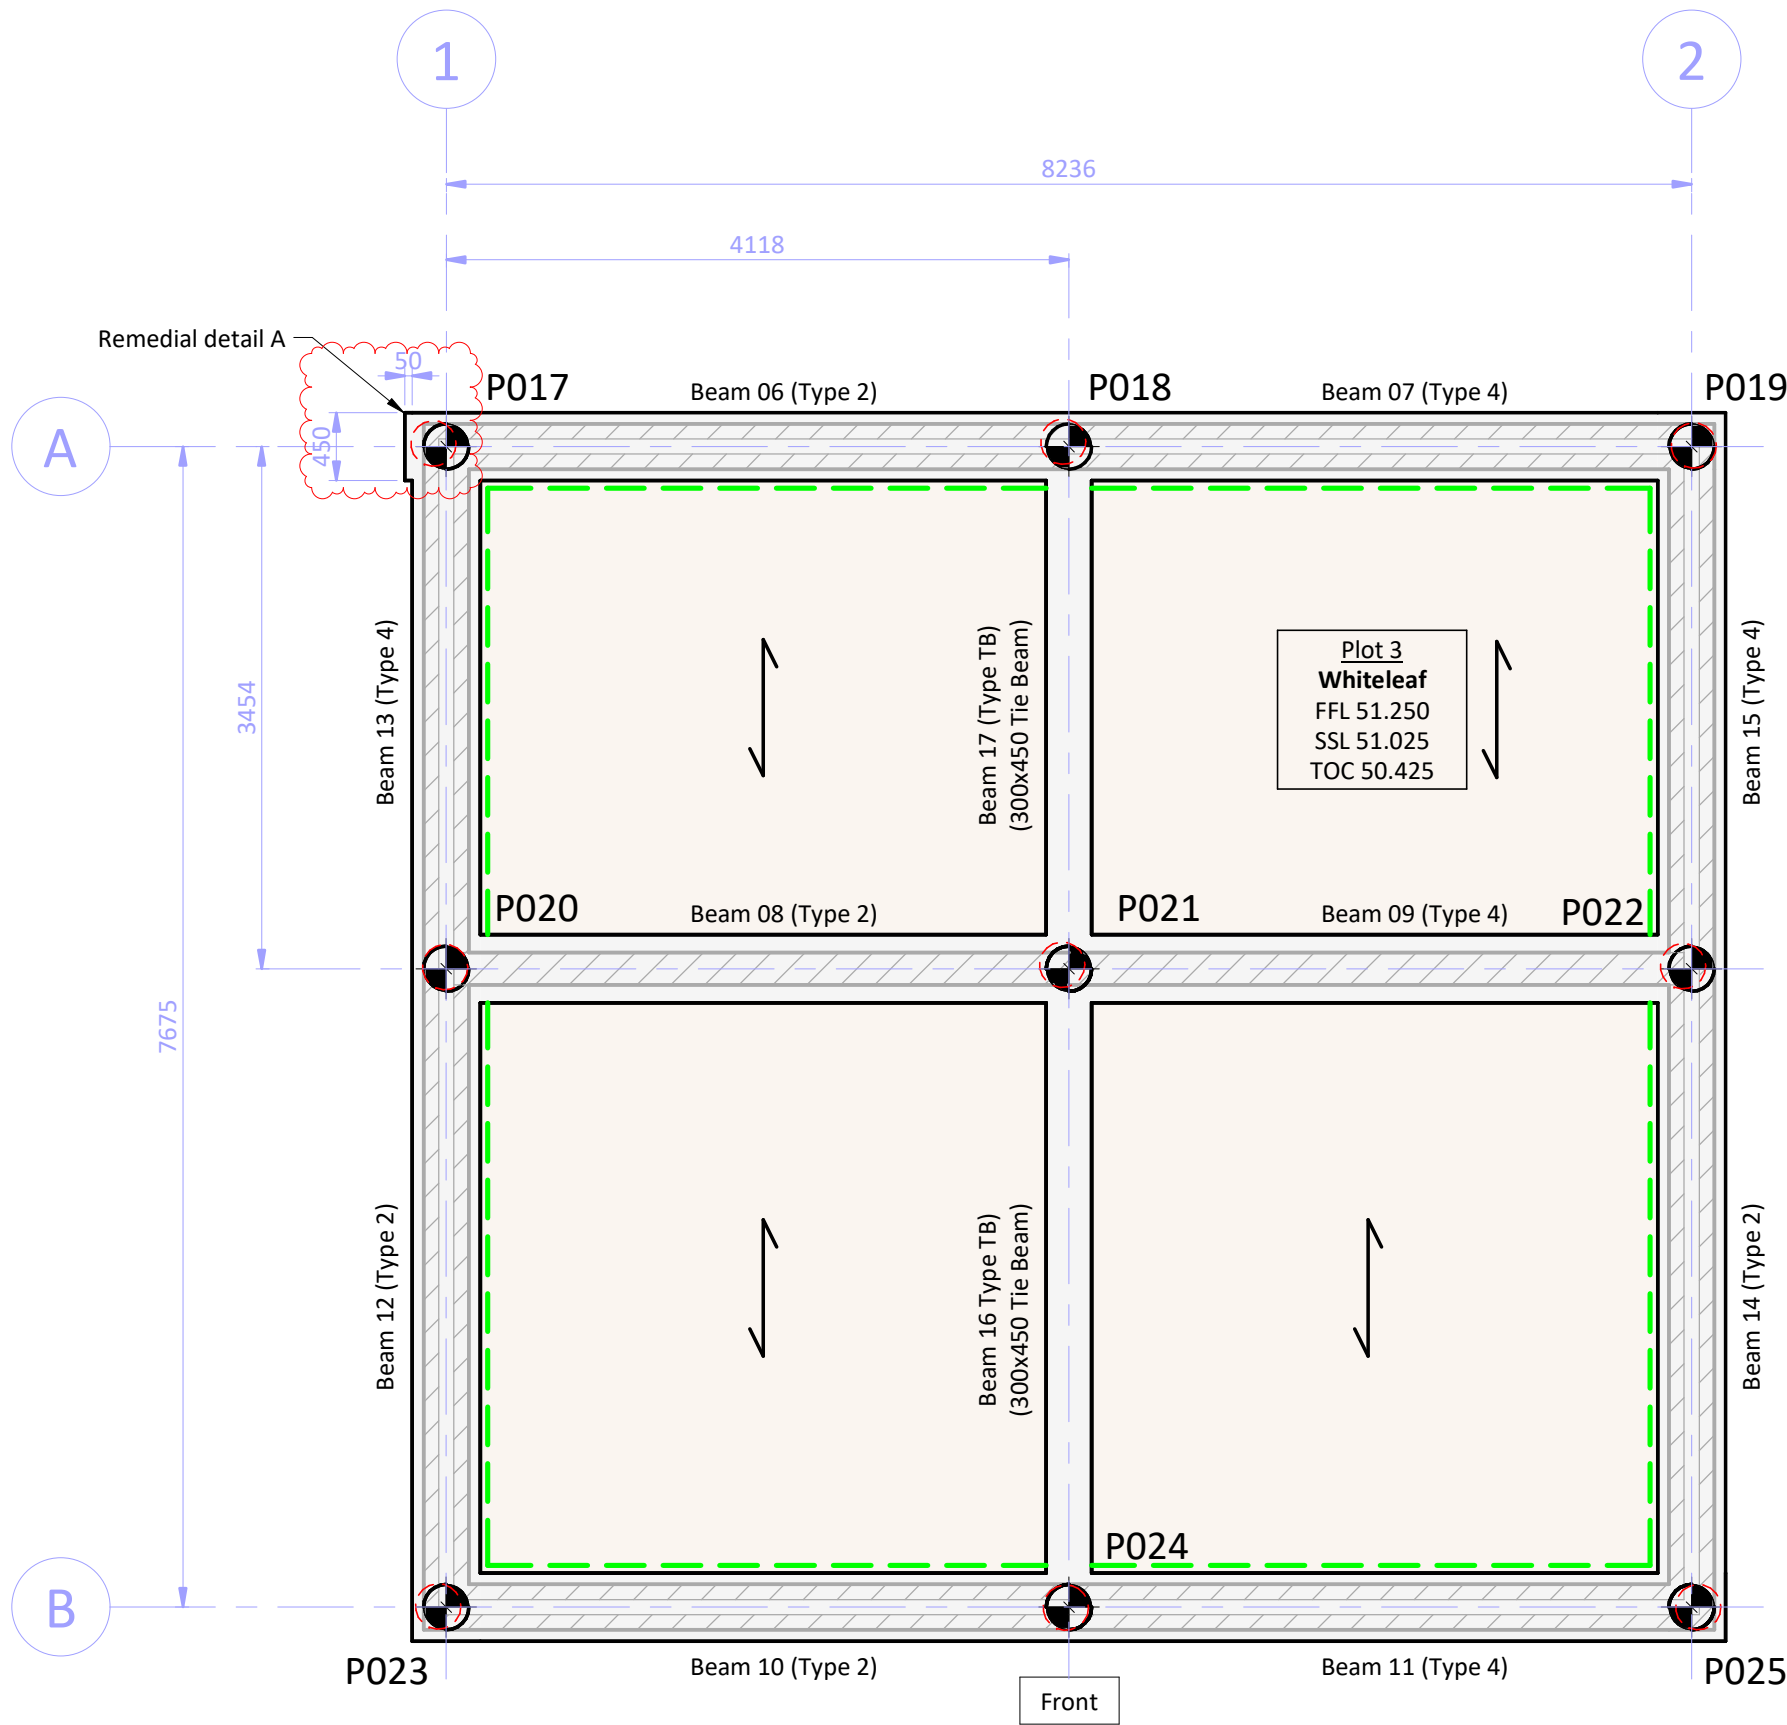 1
2
8236
4118
Remedial detail A
50
P017
Beam 06 (Type 2)
P018
Beam 07 (Type 4)
P019
A
450
Beam 13 (Type 4)
3454
Beam 17 (Type TB)
(300x450 Tie Beam)
Plot 3
Whiteleaf
FFL 51.250
SSL 51.025
TOC 50.425
Beam 15 (Type 4)
P020
Beam 08 (Type 2)
P021
Beam 09 (Type 4)
P022
7675
Beam 12 (Type 2)
Beam 16 Type TB)
(300x450 Tie Beam)
Beam 14 (Type 2)
P024
B
P023
Beam 10 (Type 2)
Beam 11 (Type 4)
P025
Front